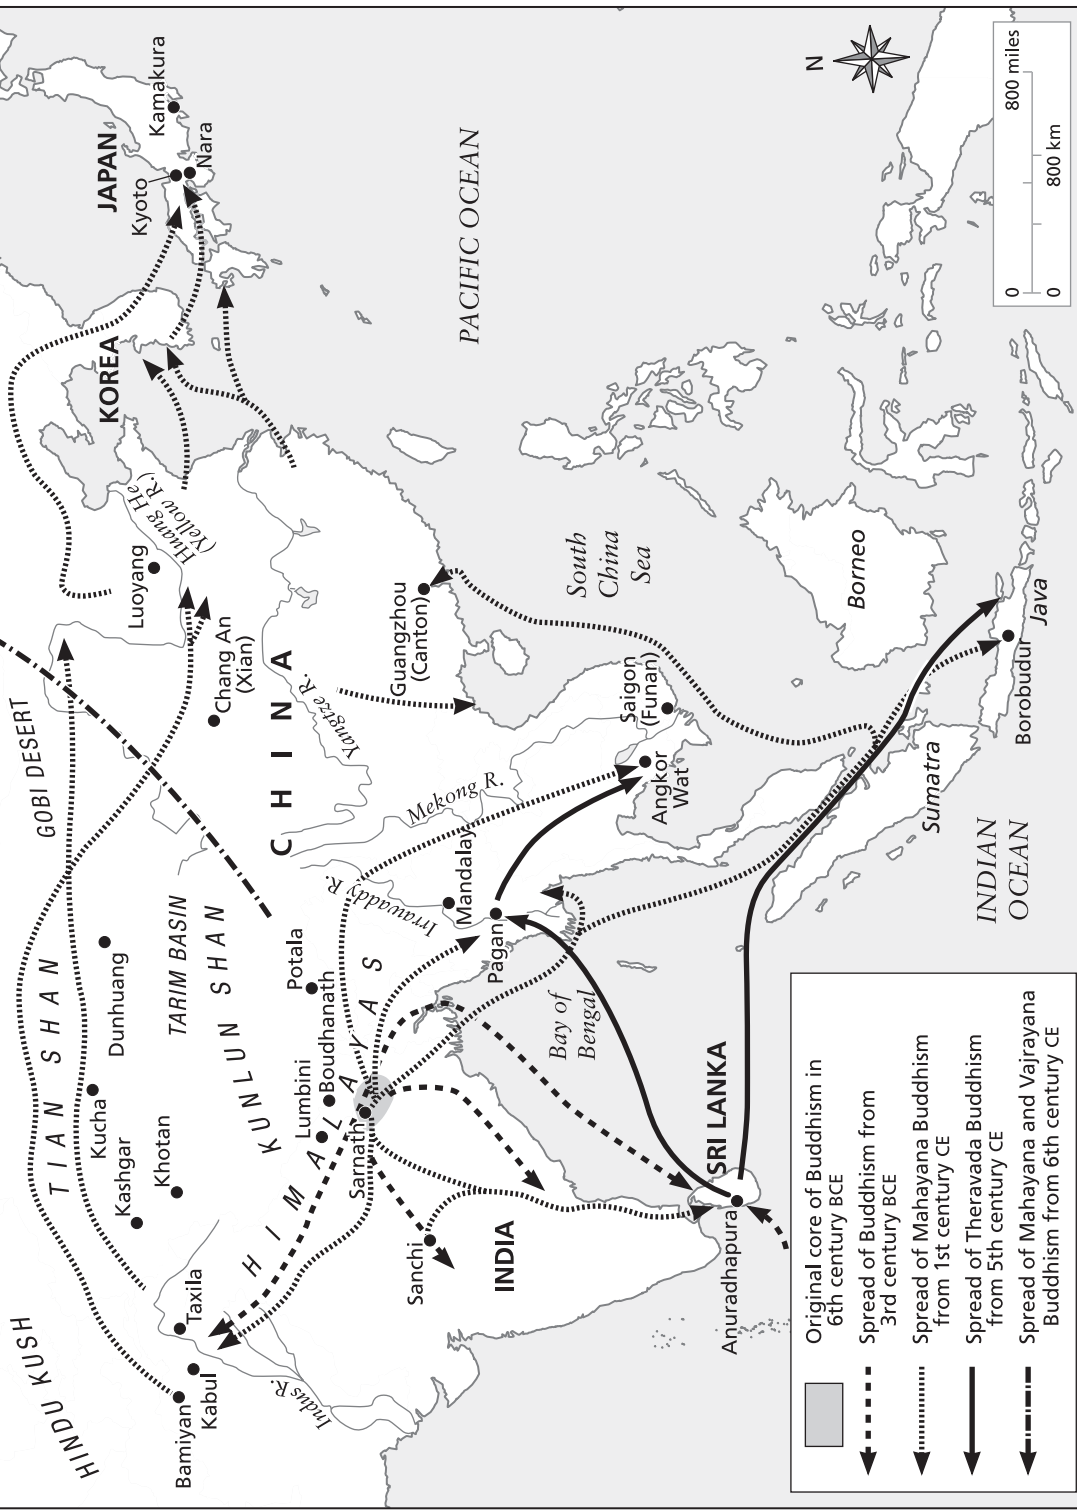 HINDU KUSH
Bamiyan
Kabul
Taxila
Indus R.
TIAN SHAN
Kashgar
Khotan
Kucha
Dunhuang
TARIM BASIN
KUNLUN SHAN
GOBI DESERT
HIMALAYAS
Lumbini
Boudhanath
Potala
Sarnath
Sanchi
INDIA
Anuradhapura
SRI LANKA
Bay of
Bengal
Irrawaddy R.
Mandalay
Pagan
Mekong R.
Angkor
Wat
Saigon
(Funan)
CHINA
Yangtze R.
Chang An
(Xian)
Luoyang
Huang He
(Yellow R.)
Guangzhou
(Canton)
South
China
Sea
KOREA
JAPAN
Kyoto
Nara
Kamakura
PACIFIC OCEAN
Borneo
Sumatra
Java
Borobudur
INDIAN
OCEAN
N
0 800 miles
0 800 km
Original core of Buddhism in
6th century BCE
Spread of Buddhism from
3rd century BCE
Spread of Mahayana Buddhism
from 1st century CE
Spread of Theravada Buddhism
from 5th century CE
Spread of Mahayana and Vajrayana
Buddhism from 6th century CE